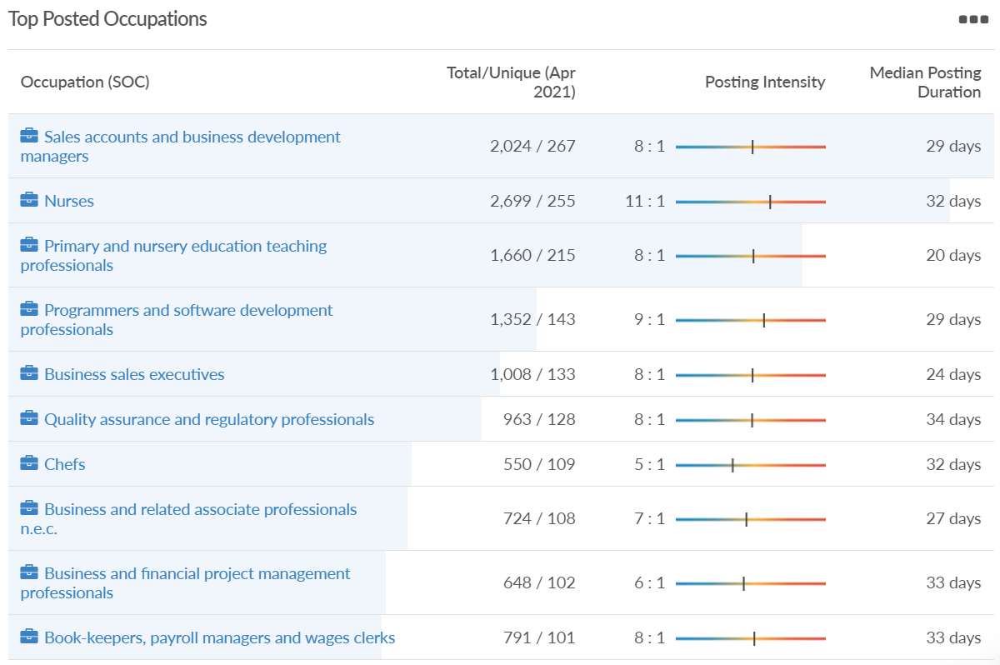 Top Posted Occupations
Occupation (SOC)
Total/Unique (Apr
2021)
Posting Intensity
Median Posting
Duration
Sales accounts and business development
managers
2,024 / 267
8 : 1
29 days
Nurses
2,699 / 255
11 : 1
32 days
Primary and nursery education teaching
professionals
1,660 / 215
8 : 1
20 days
Programmers and software development
professionals
1,352 / 143
9 : 1
29 days
Business sales executives
1,008 / 133
8 : 1
24 days
Quality assurance and regulatory professionals
963 / 128
8 : 1
34 days
Chefs
550 / 109
5 : 1
32 days
Business and related associate professionals
n.e.c.
724 / 108
7 : 1
27 days
Business and financial project management
professionals
648 / 102
6 : 1
33 days
Book-keepers, payroll managers and wages clerks
791 / 101
8 : 1
33 days